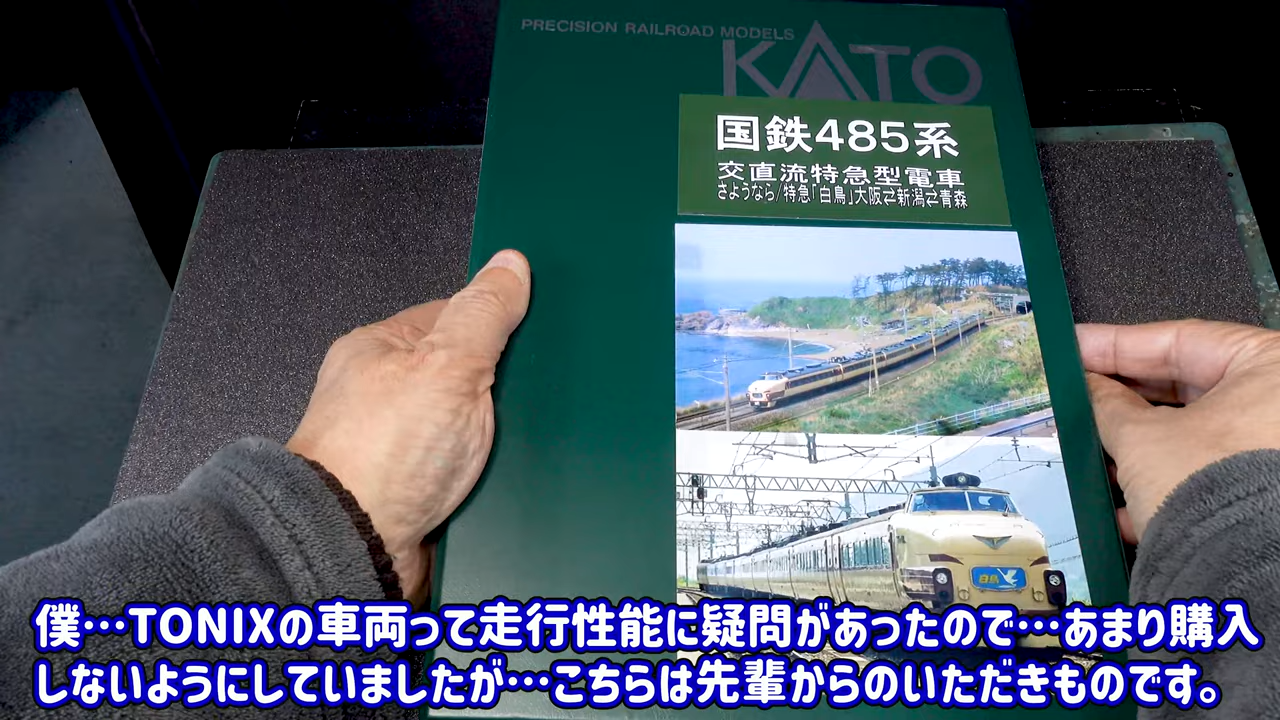 PRECISION RAILROAD MODELS
KATO
国鉄485系
交直流特急型電車
さようなら/特急「白鳥」大阪⇄新潟⇄青森
白鳥
僕…TONIXの車両って走行性能に疑問があったので…あまり購入
しないようにしていましたが…こちらは先輩からのいただきものです。